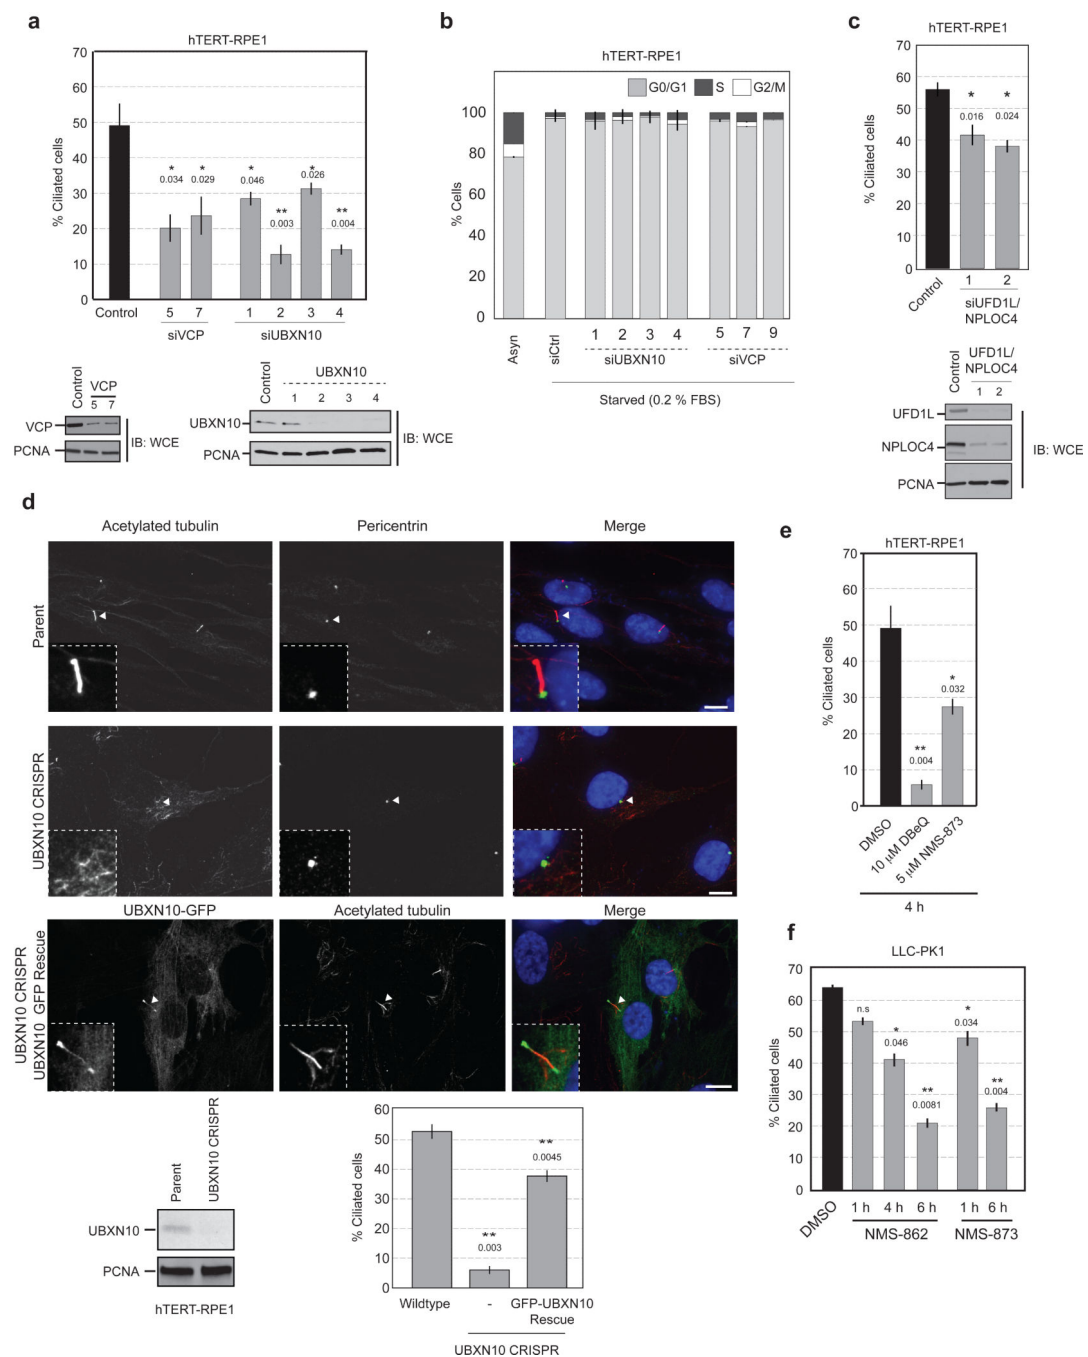 a
hTERT-RPE1
70
60
50
40
30
20
10
0
% Ciliated cells
* * * * *
0.034 0.029 0.046 ** 0.026 **
0.003 0.004
Control 5 7 1 2 3 4
siVCP siUBXN10
Control VCP
5 7
VCP
PCNA
IB: WCE
Control UBXN10
1 2 3 4
UBXN10
PCNA
IB: WCE
b
hTERT-RPE1
G0/G1 S G2/M
100
80
60
40
20
0
% Cells
Asyn siCtrl 1 2 3 4 5 7 9
siUBXN10 siVCP
Starved (0.2 % FBS)
c
hTERT-RPE1
70
60
50
40
30
20
10
0
% Ciliated cells
* *
0.016 0.024
Control 1 2
siUFD1L/
NPLOC4
Control UFD1L/
NPLOC4
1 2
UFD1L
NPLOC4
PCNA
IB: WCE
d
Acetylated tubulin Pericentrin Merge
Parent
UBXN10 CRISPR
UBXN10-GFP Acetylated tubulin Merge
UBXN10 CRISPR
UBXN10 GFP Rescue
Parent UBXN10 CRISPR
UBXN10
PCNA
hTERT-RPE1
60
50
40
30
20
10
0
% Ciliated cells
**
0.003
**
0.0045
Wildtype - GFP-UBXN10
Rescue
UBXN10 CRISPR
e
hTERT-RPE1
70
60
50
40
30
20
10
0
% Ciliated cells
**
0.004
*
0.032
DMSO 10 µM DBeQ 5 µM NMS-873
4 h
f
LLC-PK1
70
60
50
40
30
20
10
0
% Ciliated cells
n.s
*
0.046
**
0.0081
*
0.034
**
0.004
DMSO 1 h 4 h 6 h 1 h 6 h
NMS-862 NMS-873